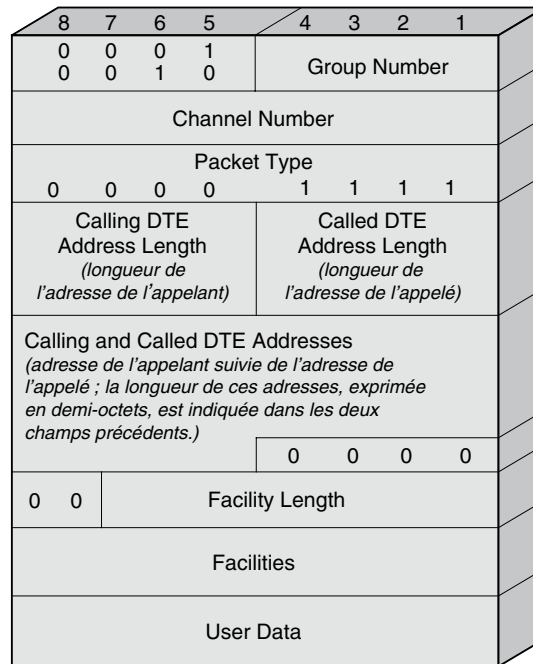 8 7 6 5 4 3 2 1
0 0 0 1
0 0 1 0
Group Number
Channel Number
Packet Type
0 0 0 0 1 1 1 1
Calling DTE
Address Length
(longueur de
l'adresse de l'appelant)
Called DTE
Address Length
(longueur de
l'adresse de l'appelé)
Calling and Called DTE Addresses
(adresse de l'appelant suivie de l'adresse de
l'appelé ; la longueur de ces adresses, exprimée
en demi-octets, est indiquée dans les deux
champs précédents.)
0 0 0 0
0 0 Facility Length
Facilities
User Data